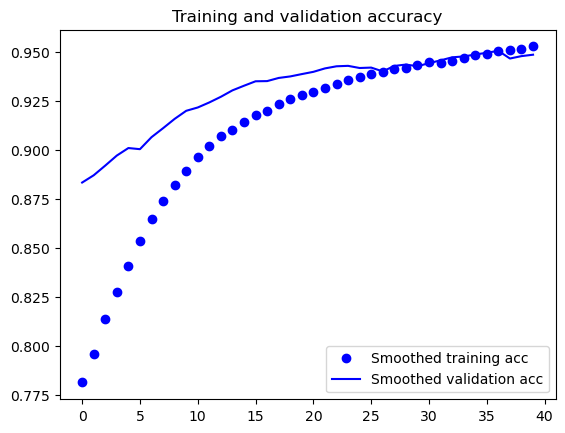 Training and validation accuracy
0.950
0.925
0.900
0.875
0.850
0.825
0.800
0.775
Smoothed training acc
Smoothed validation acc
0 5 10 15 20 25 30 35 40